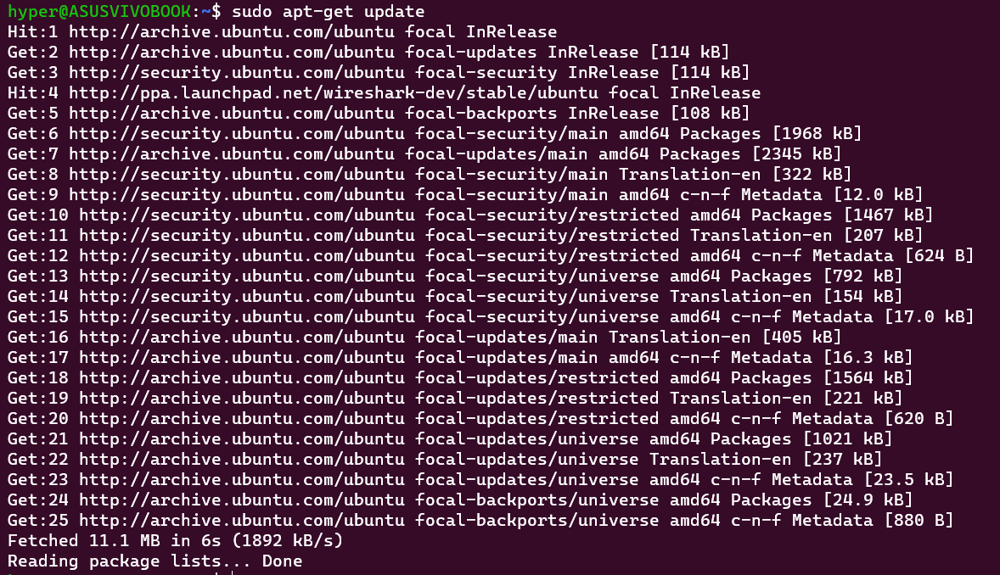 hyper@ASUSVIVOBOOK:~$ sudo apt-get update
Hit:1 http://archive.ubuntu.com/ubuntu focal InRelease
Get:2 http://archive.ubuntu.com/ubuntu focal-updates InRelease [114 kB]
Get:3 http://security.ubuntu.com/ubuntu focal-security InRelease [114 kB]
Hit:4 http://ppa.launchpad.net/wireshark-dev/stable/ubuntu focal InRelease
Get:5 http://archive.ubuntu.com/ubuntu focal-backports InRelease [108 kB]
Get:6 http://security.ubuntu.com/ubuntu focal-security/main amd64 Packages [1968 kB]
Get:7 http://archive.ubuntu.com/ubuntu focal-updates/main amd64 Packages [2345 kB]
Get:8 http://security.ubuntu.com/ubuntu focal-security/main Translation-en [322 kB]
Get:9 http://security.ubuntu.com/ubuntu focal-security/main amd64 c-n-f Metadata [12.0 kB]
Get:10 http://security.ubuntu.com/ubuntu focal-security/restricted amd64 Packages [1467 kB]
Get:11 http://security.ubuntu.com/ubuntu focal-security/restricted Translation-en [207 kB]
Get:12 http://security.ubuntu.com/ubuntu focal-security/restricted amd64 c-n-f Metadata [624 B]
Get:13 http://security.ubuntu.com/ubuntu focal-security/universe amd64 Packages [792 kB]
Get:14 http://security.ubuntu.com/ubuntu focal-security/universe Translation-en [154 kB]
Get:15 http://security.ubuntu.com/ubuntu focal-security/universe amd64 c-n-f Metadata [17.0 kB]
Get:16 http://archive.ubuntu.com/ubuntu focal-updates/main Translation-en [405 kB]
Get:17 http://archive.ubuntu.com/ubuntu focal-updates/main amd64 c-n-f Metadata [16.3 kB]
Get:18 http://archive.ubuntu.com/ubuntu focal-updates/restricted amd64 Packages [1564 kB]
Get:19 http://archive.ubuntu.com/ubuntu focal-updates/restricted Translation-en [221 kB]
Get:20 http://archive.ubuntu.com/ubuntu focal-updates/restricted amd64 c-n-f Metadata [620 B]
Get:21 http://archive.ubuntu.com/ubuntu focal-updates/universe amd64 Packages [1021 kB]
Get:22 http://archive.ubuntu.com/ubuntu focal-updates/universe Translation-en [237 kB]
Get:23 http://archive.ubuntu.com/ubuntu focal-updates/universe amd64 c-n-f Metadata [23.5 kB]
Get:24 http://archive.ubuntu.com/ubuntu focal-backports/universe amd64 Packages [24.9 kB]
Get:25 http://archive.ubuntu.com/ubuntu focal-backports/universe amd64 c-n-f Metadata [880 B]
Fetched 11.1 MB in 6s (1892 kB/s)
Reading package lists... Done